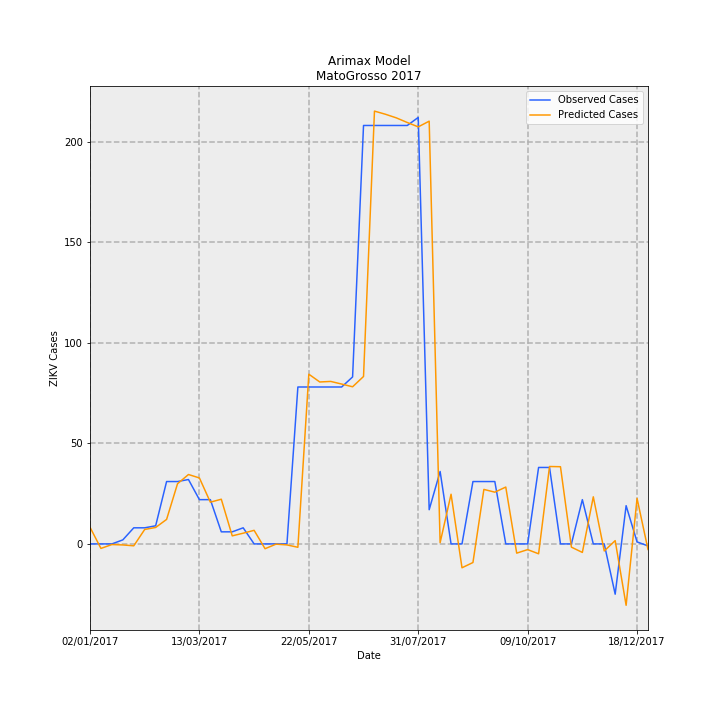 Arimax Model
MatoGrosso 2017
Observed Cases
Predicted Cases
200
150
100
50
0
ZIKV Cases
02/01/2017 13/03/2017 22/05/2017 31/07/2017 09/10/2017 18/12/2017
Date